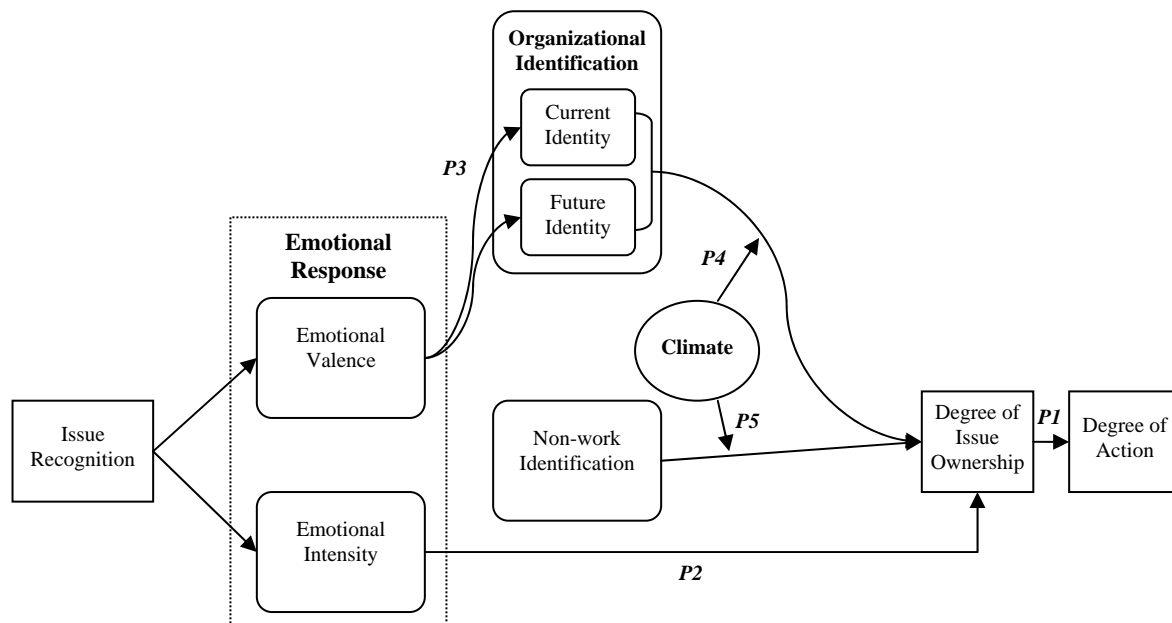 Organizational
Identification
Current
Identity
P3
Future
Identity
Emotional
Response
P4
Emotional
Valence
Climate
Issue
Recognition
Non-work
Identification
P5
Degree of
Issue
Ownership
P1
Degree of
Action
Emotional
Intensity
P2